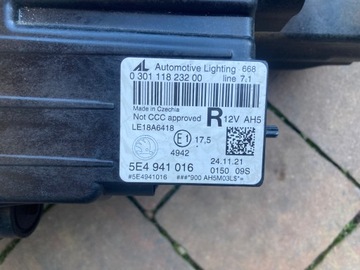 AL Automotive Lighting 668
0 301 118 232 00 line 7.1
Made in Czechia
Not CCC approved R 12V AH5
LE18A6418
E1 17,5
4942
24.11.21
5E4 941 016 0150 09S
#5E4941016 ###*900 AH5M03L5*=